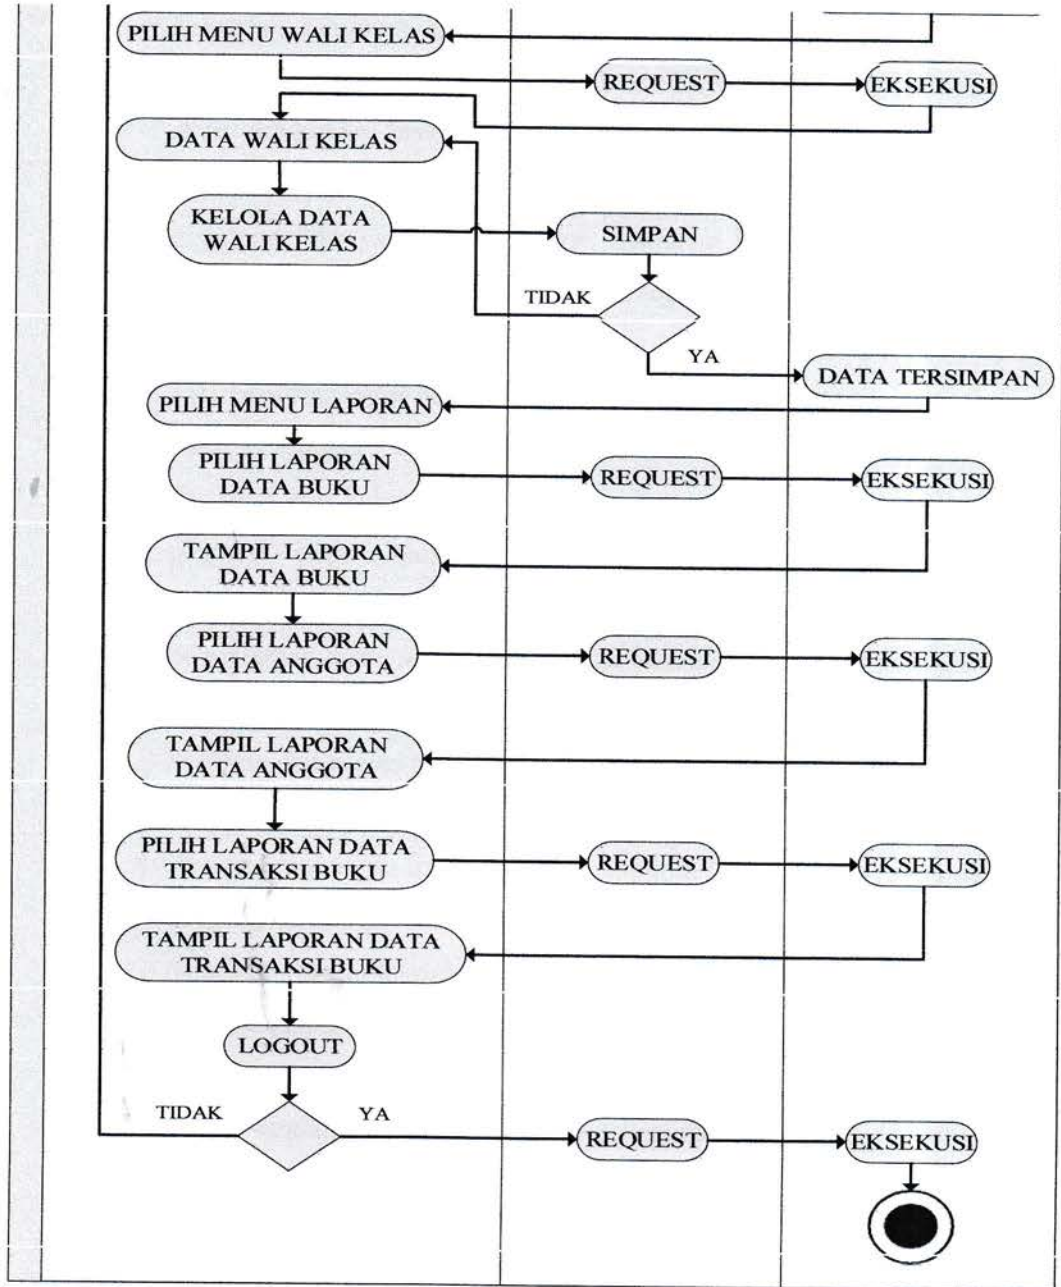 PILIH MENU WALI KELAS
REQUEST
EKSEKUSI
DATA WALI KELAS
KELOLA DATA
WALI KELAS
SIMPAN
TIDAK
YA
DATA TERSIMPAN
PILIH MENU LAPORAN
PILIH LAPORAN
DATA BUKU
REQUEST
EKSEKUSI
TAMPIL LAPORAN
DATA BUKU
PILIH LAPORAN
DATA ANGGOTA
REQUEST
EKSEKUSI
TAMPIL LAPORAN
DATA ANGGOTA
PILIH LAPORAN DATA
TRANSAKSI BUKU
REQUEST
EKSEKUSI
TAMPIL LAPORAN DATA
TRANSAKSI BUKU
LOGOUT
TIDAK
YA
REQUEST
EKSEKUSI